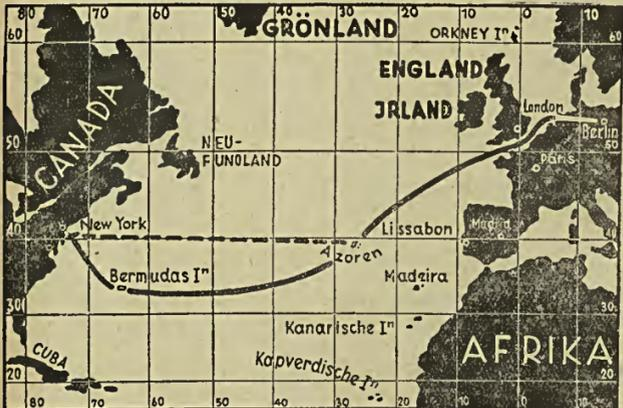 80 70 60 50 40 30 20 10 0 10
GRÖNLAND
ORKNEY Iⁿ
60 60
ENGLAND
JRLAND
London
Berlin
CANADA
50 50
NEU-
FUNDLAND
Paris
New York
Lissabon
Madrid
40 40
Azoren
Bermudas Iⁿ
Madeira
30 30
Kanarische Iⁿ
AFRIKA
CUBA
Kapverdische Iⁿ
20 20
80 70 60 50 40 30 20 10 0 10